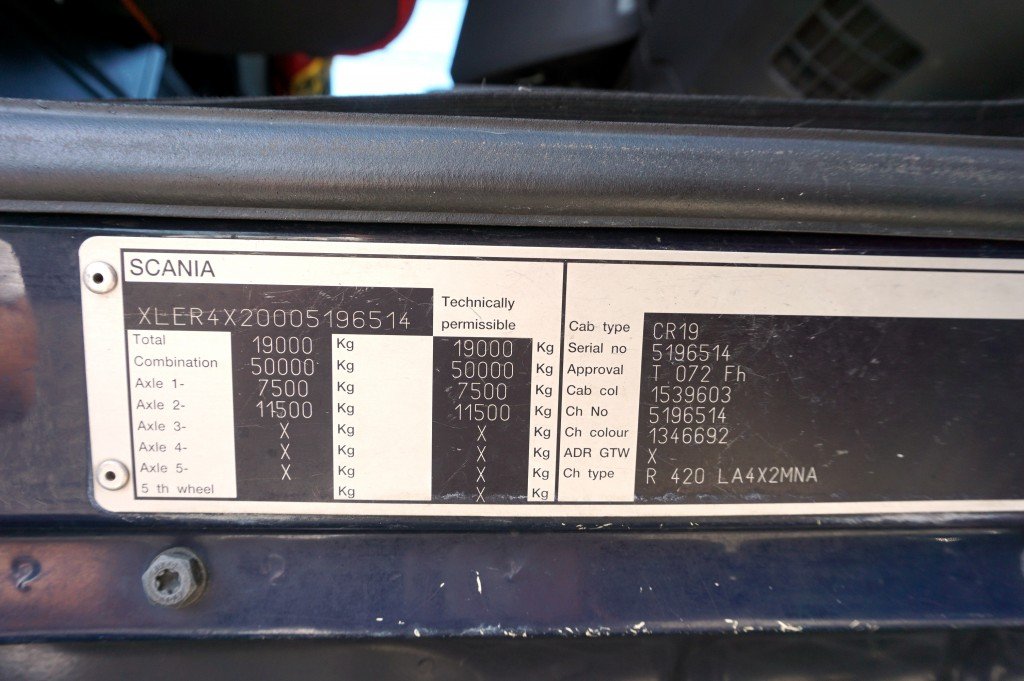 SCANIA
XLER4X20005196514
Technically
permissible
Total 19000 Kg 19000 Kg
Combination 50000 Kg 50000 Kg
Axle 1- 7500 Kg 7500 Kg
Axle 2- 11500 Kg 11500 Kg
Axle 3- X Kg X Kg
Axle 4- X Kg X Kg
Axle 5- X Kg X Kg
5 th wheel Kg X Kg
Cab type CR19
Serial no 5196514
Approval T 072 Fh
Cab col 1539603
Ch No 5196514
Ch colour 1346692
ADR GTW X
Ch type R 420 LA4X2MNA
2